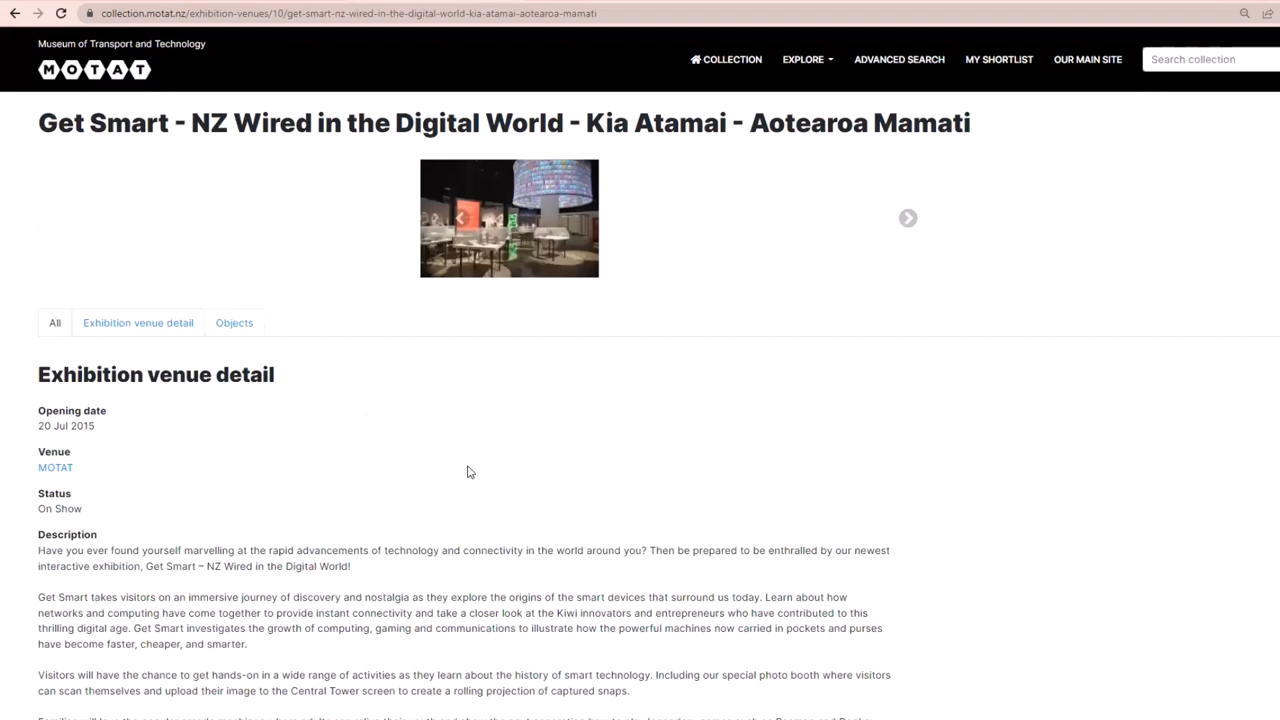 collection.motat.nz/exhibition-venues/10/get-smart-nz-wired-in-the-digital-world-kia-atamai-aotearoa-mamati
Museum of Transport and Technology
MOTAT
COLLECTION EXPLORE ADVANCED SEARCH MY SHORTLIST OUR MAIN SITE Search collection
Get Smart - NZ Wired in the Digital World - Kia Atamai - Aotearoa Mamati
All Exhibition venue detail Objects
Exhibition venue detail
Opening date
20 Jul 2015
Venue
MOTAT
Status
On Show
Description
Have you ever found yourself marvelling at the rapid advancements of technology and connectivity in the world around you? Then be prepared to be enthralled by our newest
interactive exhibition, Get Smart – NZ Wired in the Digital World!
Get Smart takes visitors on an immersive journey of discovery and nostalgia as they explore the origins of the smart devices that surround us today. Learn about how
networks and computing have come together to provide instant connectivity and take a closer look at the Kiwi innovators and entrepreneurs who have contributed to this
thrilling digital age. Get Smart investigates the growth of computing, gaming and communications to illustrate how the powerful machines now carried in pockets and purses
have become faster, cheaper, and smarter.
Visitors will have the chance to get hands-on in a wide range of activities as they learn about the history of smart technology. Including our special photo booth where visitors
can scan themselves and upload their image to the Central Tower screen to create a rolling projection of captured snaps.